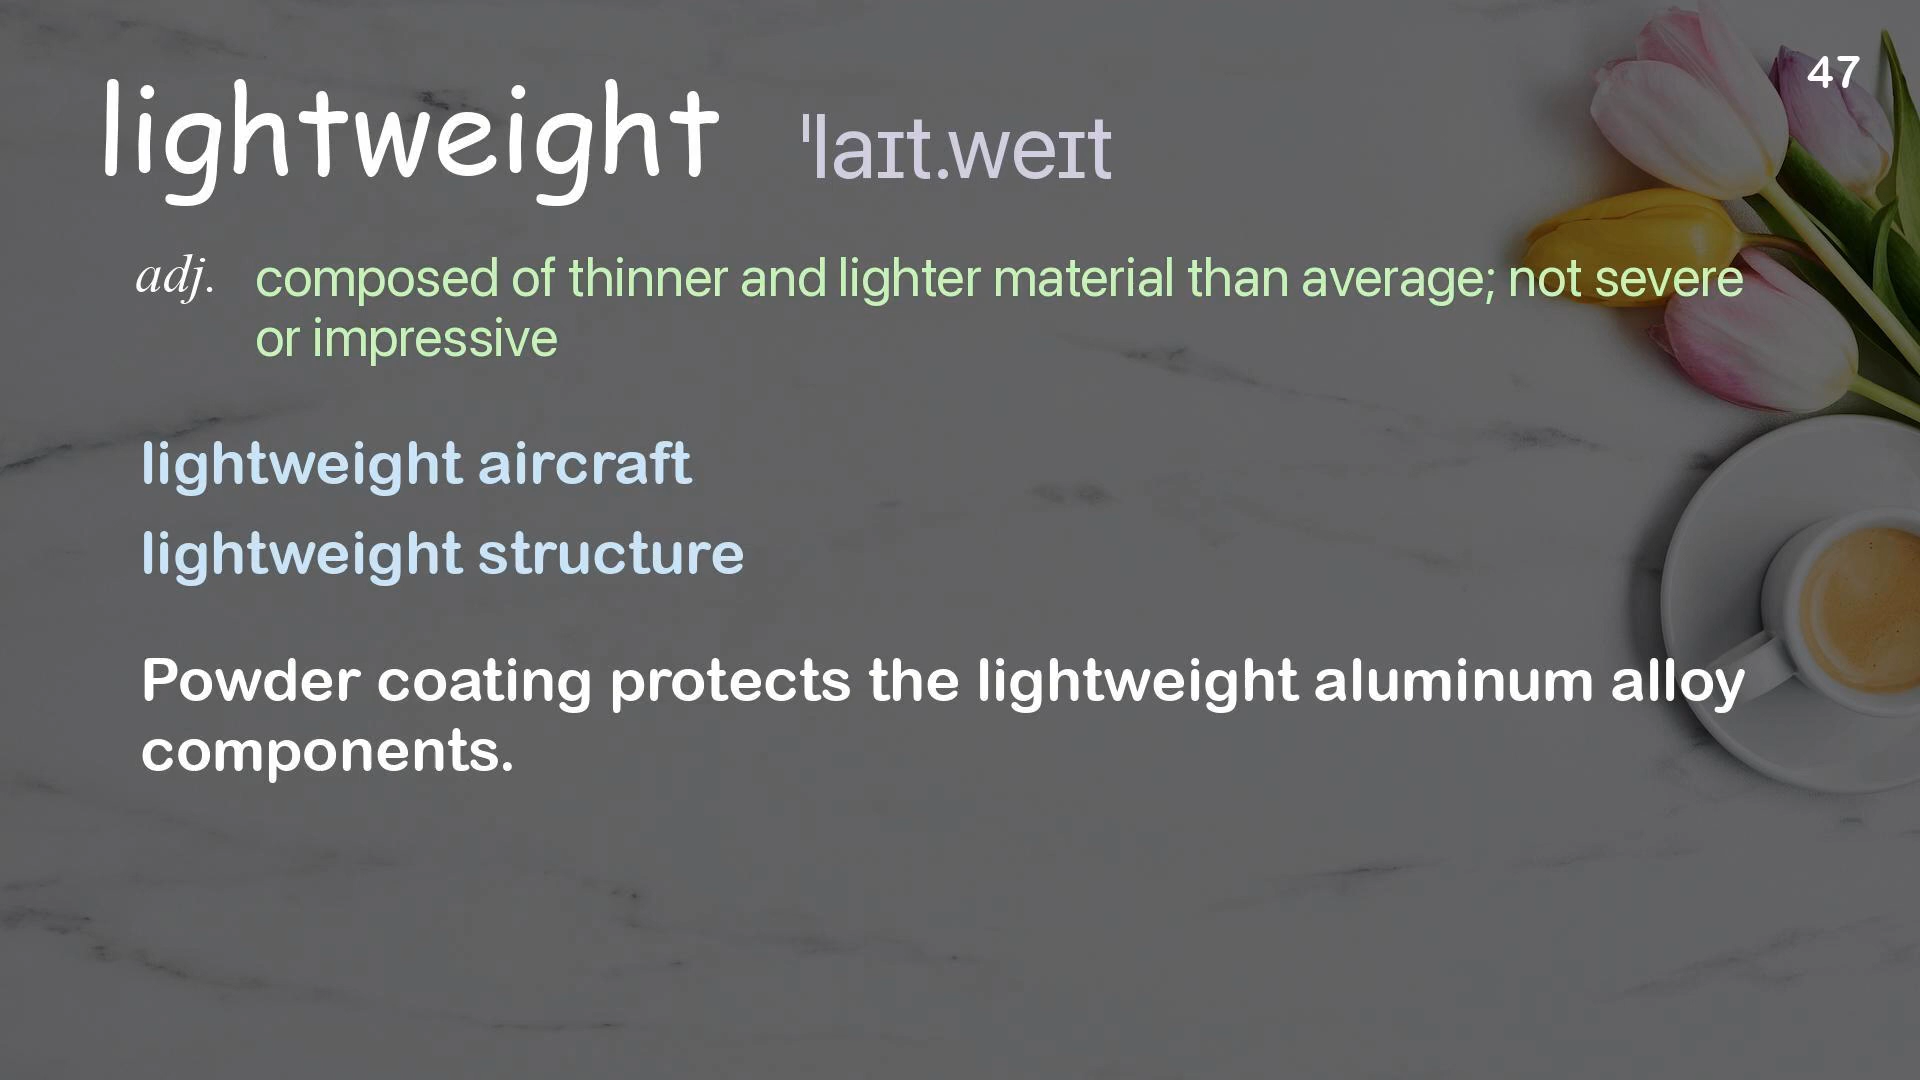 47
lightweight ˈlaɪt.weɪt
adj. composed of thinner and lighter material than average; not severe
or impressive
lightweight aircraft
lightweight structure
Powder coating protects the lightweight aluminum alloy
components.